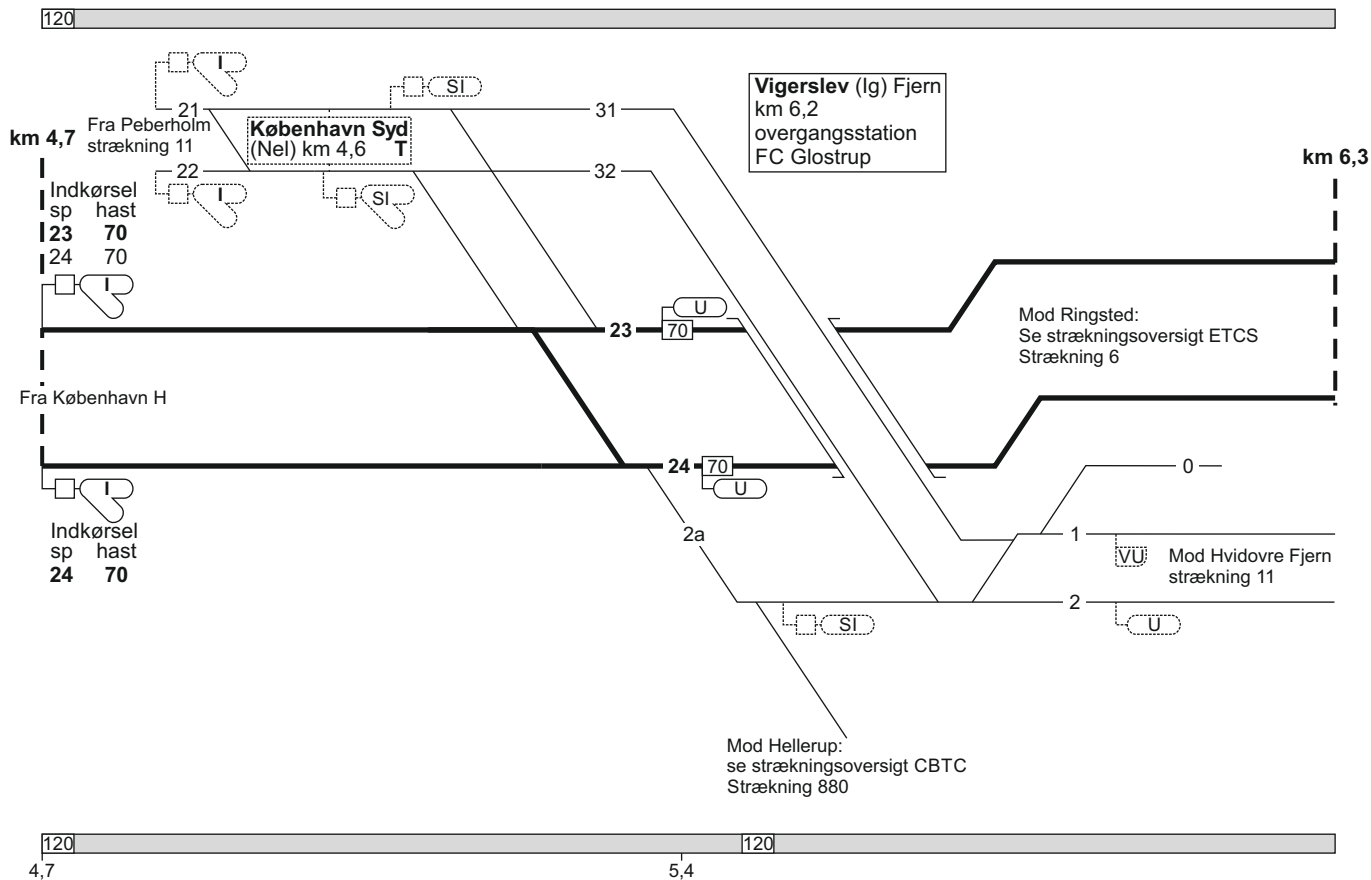 120
I
SI
21
31
Fra Peberholm
strækning 11
København Syd
(Nel) km 4,6 T
Vigerslev (Ig) Fjern
km 6,2
overgangsstation
FC Glostrup
km 4,7
km 6,3
22
32
I
SI
Indkørsel
sp hast
23 70
24 70
I
U
23
70
Mod Ringsted:
Se strækningsoversigt ETCS
Strækning 6
Fra København H
24
70
0
I
U
Indkørsel
sp hast
24 70
2a
1
VU
Mod Hvidovre Fjern
strækning 11
2
SI
U
Mod Hellerup:
se strækningsoversigt CBTC
Strækning 880
120
120
4,7
5,4